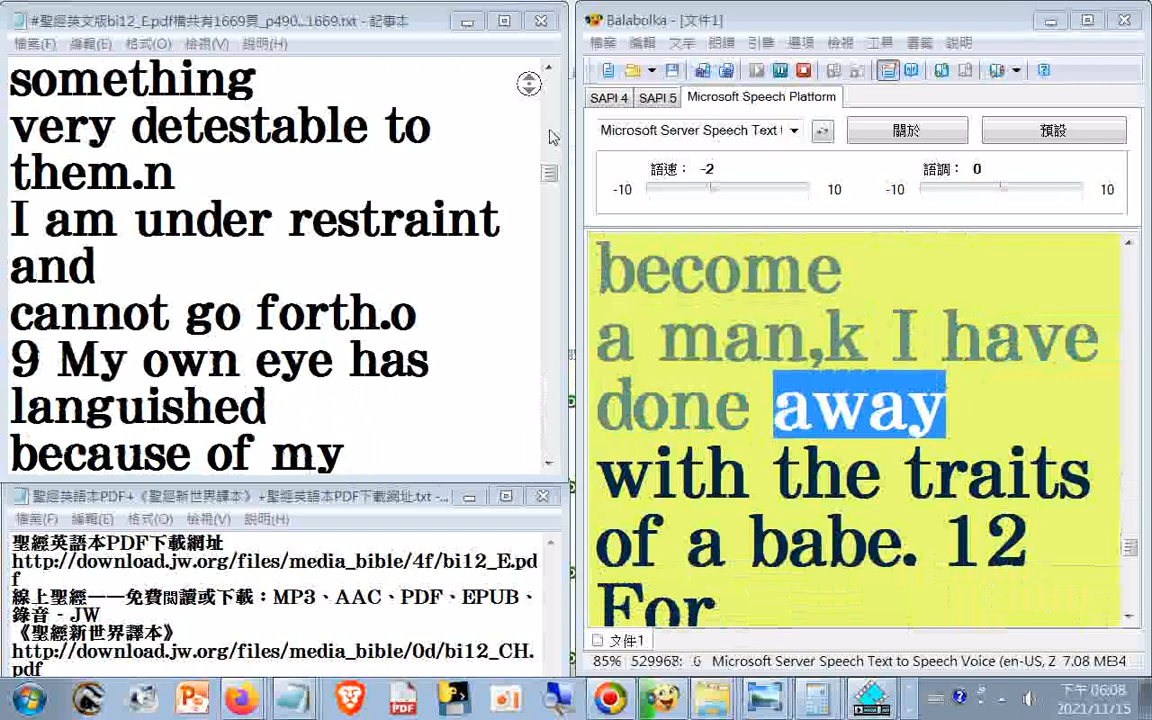 #聖經英文版bi12_E.pdf檔共有1669頁_p490...1669.txt - 記事本
檔案(F) 編輯(E) 格式(O) 檢視(V) 說明(H)
something
very detestable to
them.n
I am under restraint
and
cannot go forth.o
9 My own eye has
languished
because of my
聖經英語本PDF+《聖經新世界譯本》+聖經英語本PDF下載網址.txt - ...
檔案(F) 編輯(E) 格式(O) 檢視(V) 說明(H)
聖經英語本PDF下載網址
http://download.jw.org/files/media_bible/4f/bi12_E.pd
f
線上聖經——免費閱讀或下載：MP3、AAC、PDF、EPUB、
錄音 - JW
《聖經新世界譯本》
http://download.jw.org/files/media_bible/0d/bi12_CH.
pdf
Balabolka - [文件1]
檔案 編輯 文字 朗讀 引擎 選項 檢視 工具 書籤 說明
SAPI 4 SAPI 5 Microsoft Speech Platform
Microsoft Server Speech Text 關於 預設
語速： -2 語調： 0
-10 10 -10 10
become
a man,k I have
done away
with the traits
of a babe. 12
For
文件1
85% Microsoft Server Speech Text to Speech Voice (en-US, Z 7.08 MB
下午 06:08
2021/11/15